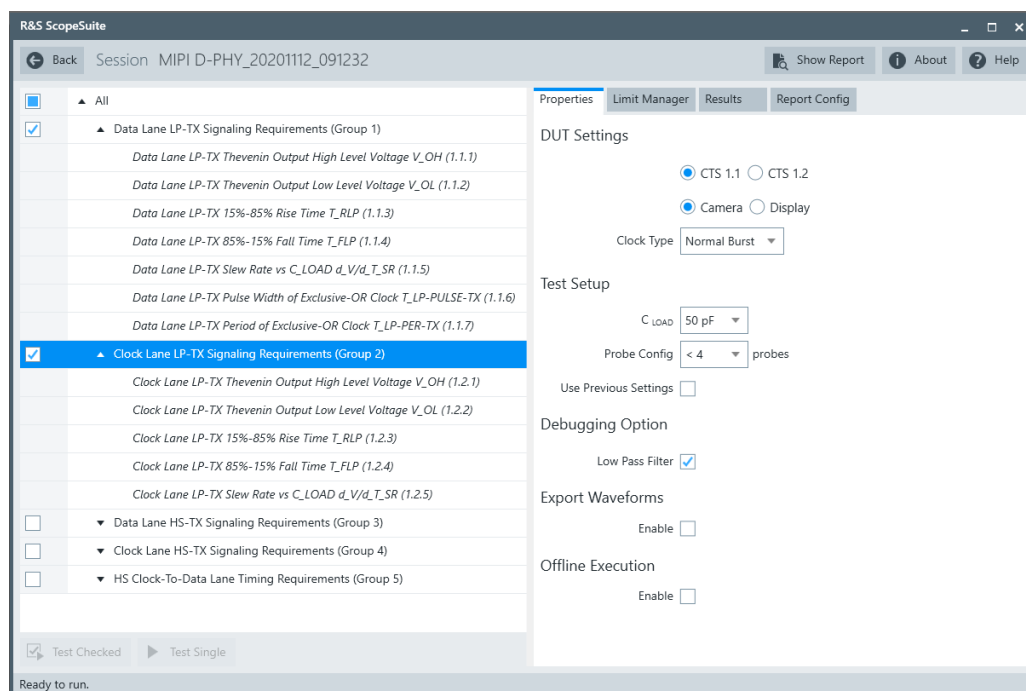 R&S ScopeSuite
Back Session MIPI D-PHY_20201112_091232 Show Report About Help
All
Data Lane LP-TX Signaling Requirements (Group 1)
Data Lane LP-TX Thevenin Output High Level Voltage V_OH (1.1.1)
Data Lane LP-TX Thevenin Output Low Level Voltage V_OL (1.1.2)
Data Lane LP-TX 15%-85% Rise Time T_RLP (1.1.3)
Data Lane LP-TX 85%-15% Fall Time T_FLP (1.1.4)
Data Lane LP-TX Slew Rate vs C_LOAD d_V/d_T_SR (1.1.5)
Data Lane LP-TX Pulse Width of Exclusive-OR Clock T_LP-PULSE-TX (1.1.6)
Data Lane LP-TX Period of Exclusive-OR Clock T_LP-PER-TX (1.1.7)
Clock Lane LP-TX Signaling Requirements (Group 2)
Clock Lane LP-TX Thevenin Output High Level Voltage V_OH (1.2.1)
Clock Lane LP-TX Thevenin Output Low Level Voltage V_OL (1.2.2)
Clock Lane LP-TX 15%-85% Rise Time T_RLP (1.2.3)
Clock Lane LP-TX 85%-15% Fall Time T_FLP (1.2.4)
Clock Lane LP-TX Slew Rate vs C_LOAD d_V/d_T_SR (1.2.5)
Data Lane HS-TX Signaling Requirements (Group 3)
Clock Lane HS-TX Signaling Requirements (Group 4)
HS Clock-To-Data Lane Timing Requirements (Group 5)
Test Checked Test Single
Properties Limit Manager Results Report Config
DUT Settings
CTS 1.1 CTS 1.2
Camera Display
Clock Type Normal Burst
Test Setup
C LOAD 50 pF
Probe Config < 4 probes
Use Previous Settings
Debugging Option
Low Pass Filter
Export Waveforms
Enable
Offline Execution
Enable
Ready to run.